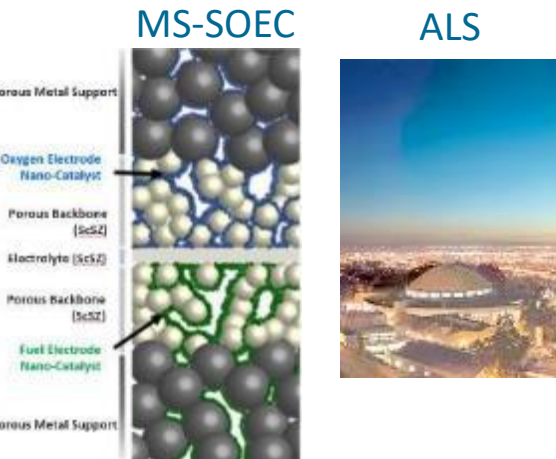 MS-SOEC
ALS
orous Metal Support
Oxygen Electrode
Nano-Catalyst
Porous Backbone
(ScSZ)
Electrolyte (ScSZ)
Porous Backbone
(ScSZ)
Fuel Electrode
Nano-Catalyst
orous Metal Support